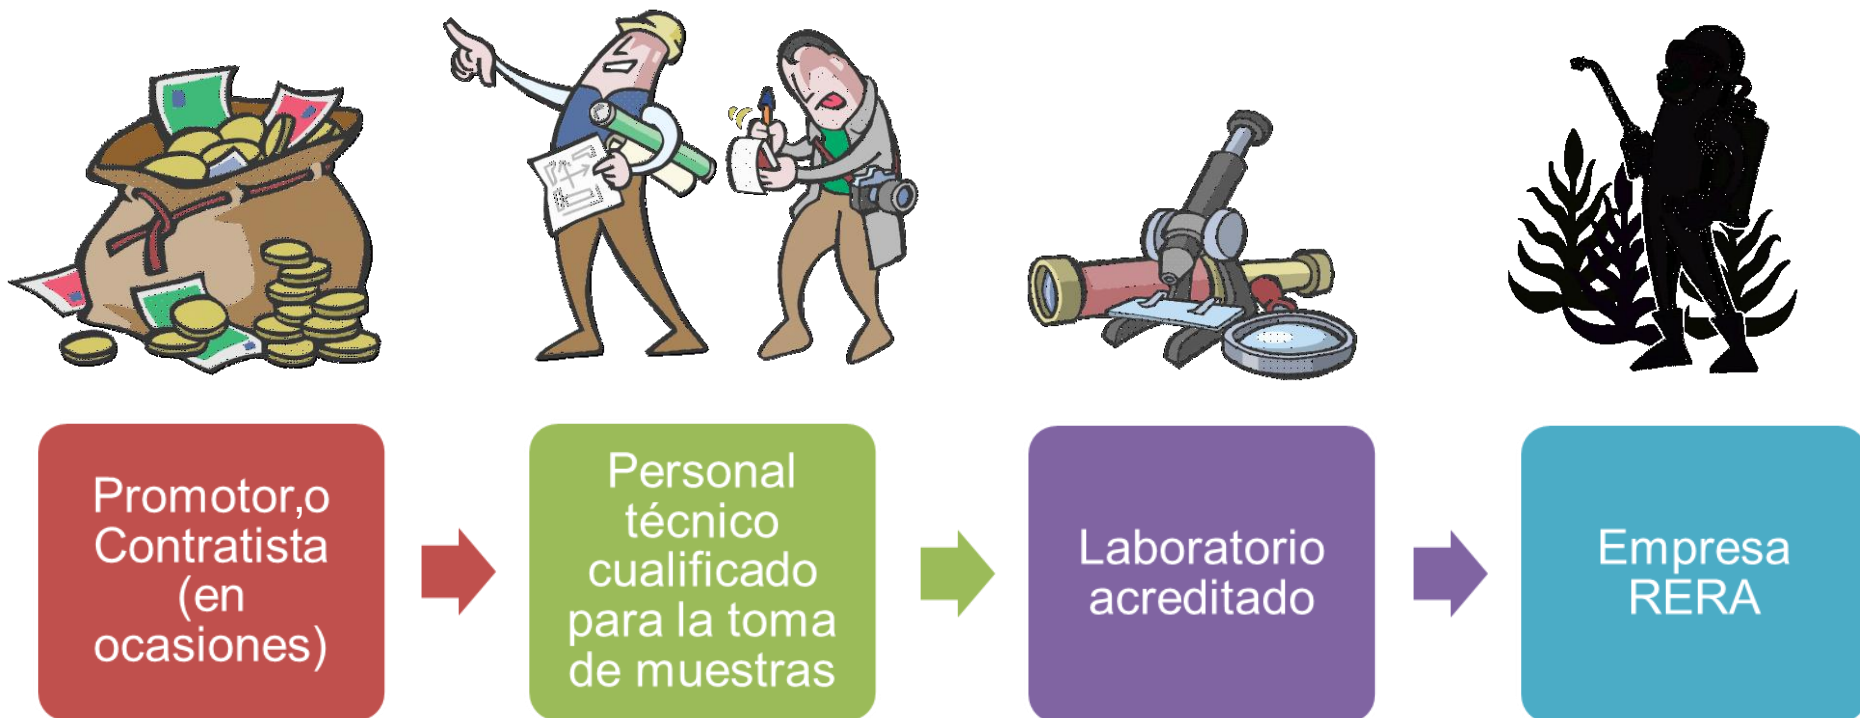 Promotor,o
Contratista
(en
ocasiones)
Personal
técnico
cualificado
para la toma
de muestras
Laboratorio
acreditado
Empresa
RERA